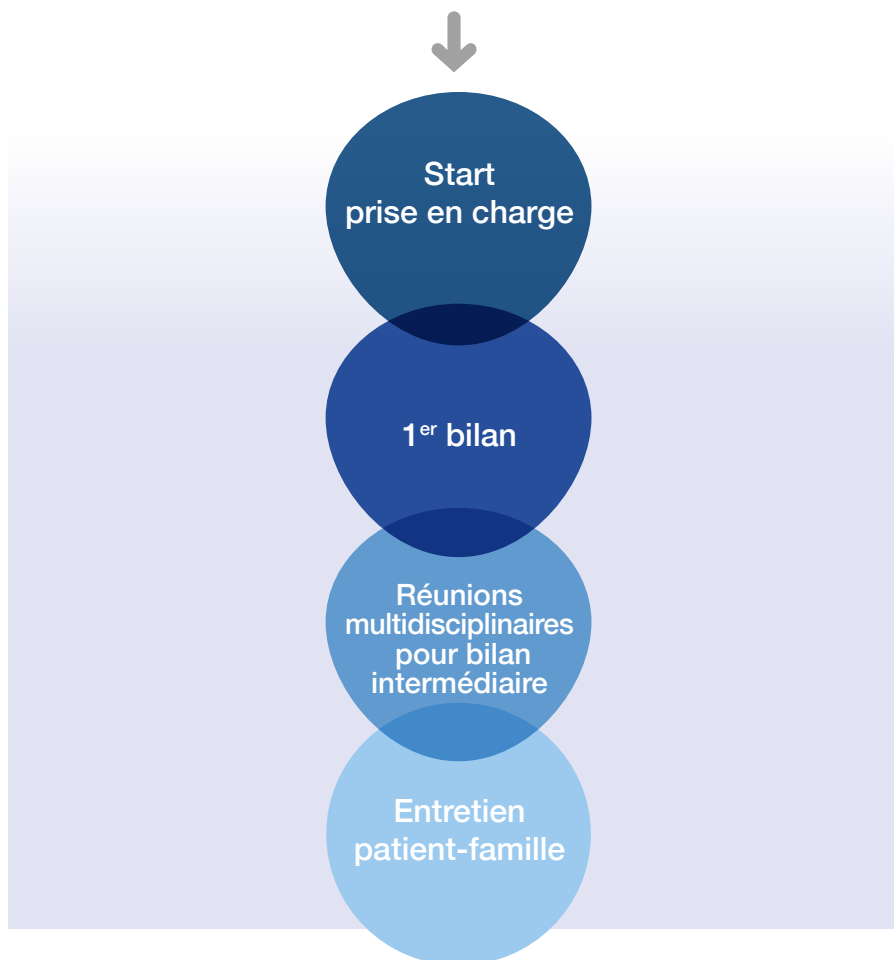 Start
prise en charge
1er bilan
Réunions
multidisciplinaires
pour bilan
intermédiaire
Entretien
patient-famille